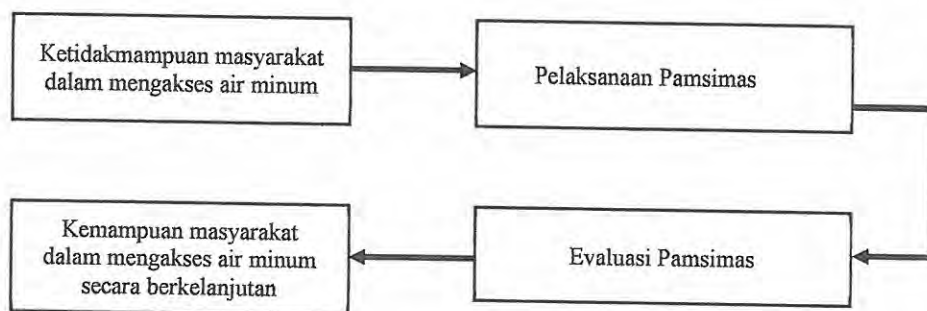 Ketidakmampuan masyarakat
dalam mengakses air minum
Pelaksanaan Pamsimas
Kemampuan masyarakat
dalam mengakses air minum
secara berkelanjutan
Evaluasi Pamsimas